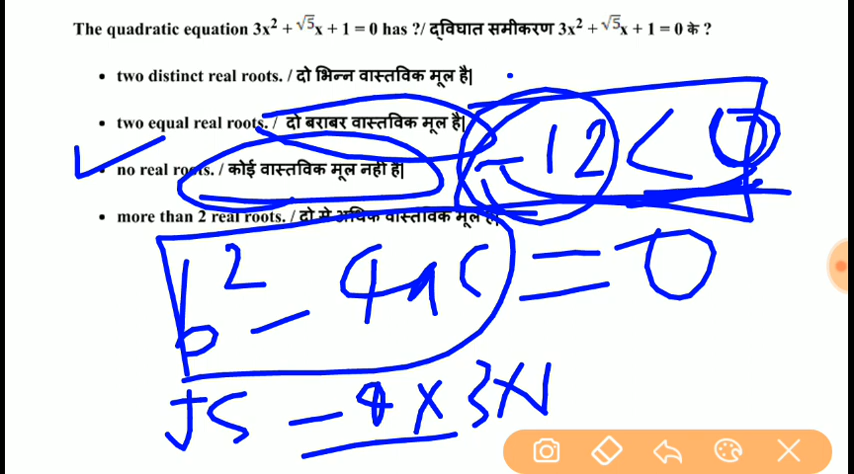 The quadratic equation 3x² + √5x + 1 = 0 has ?/ द्विघात समीकरण 3x² + √5x + 1 = 0 के ?
• two distinct real roots. / दो भिन्न वास्तविक मूल है|
• two equal real roots. / दो बराबर वास्तविक मूल है|
no real roots. / कोई वास्तविक मूल नहीं है|
• more than 2 real roots. / दो से अधिक वास्तविक मूल है|
-12 < 0
b² - 4ac = 0
√5 - 4 × 3 × 1